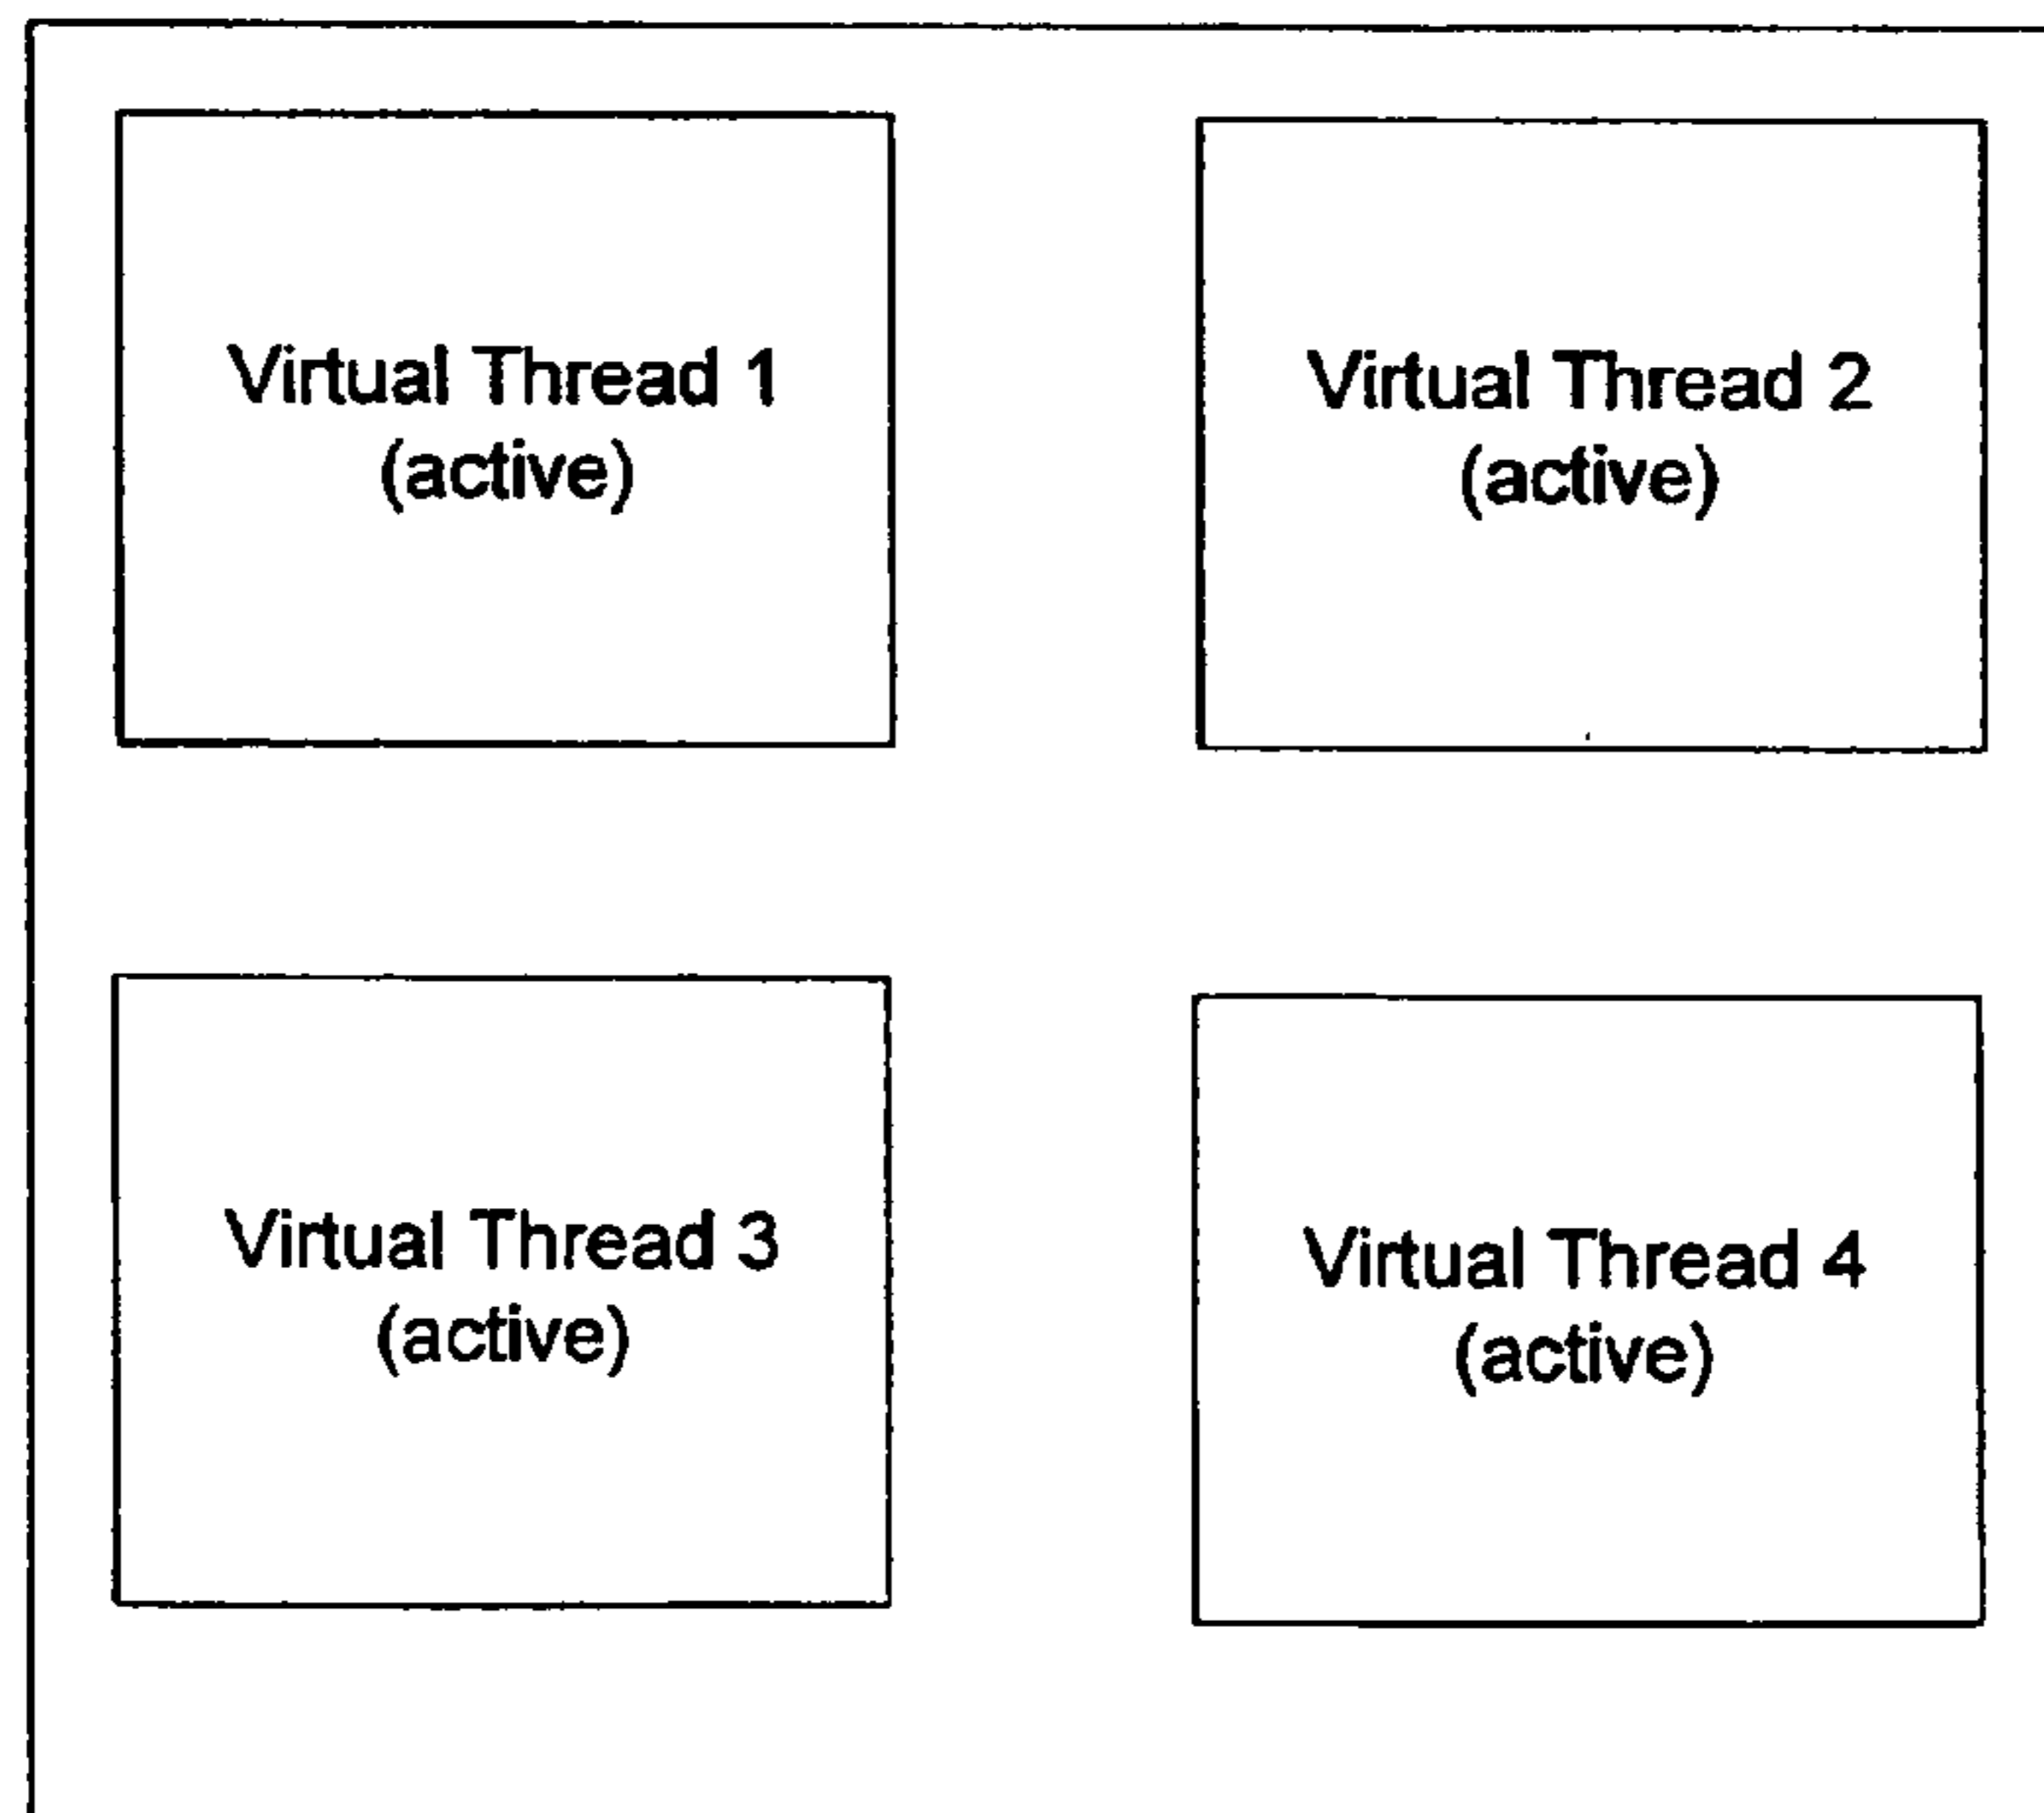 Virtual Thread 1
(active)
Virtual Thread 2
(active)
Virtual Thread 3
(active)
Virtual Thread 4
(active)